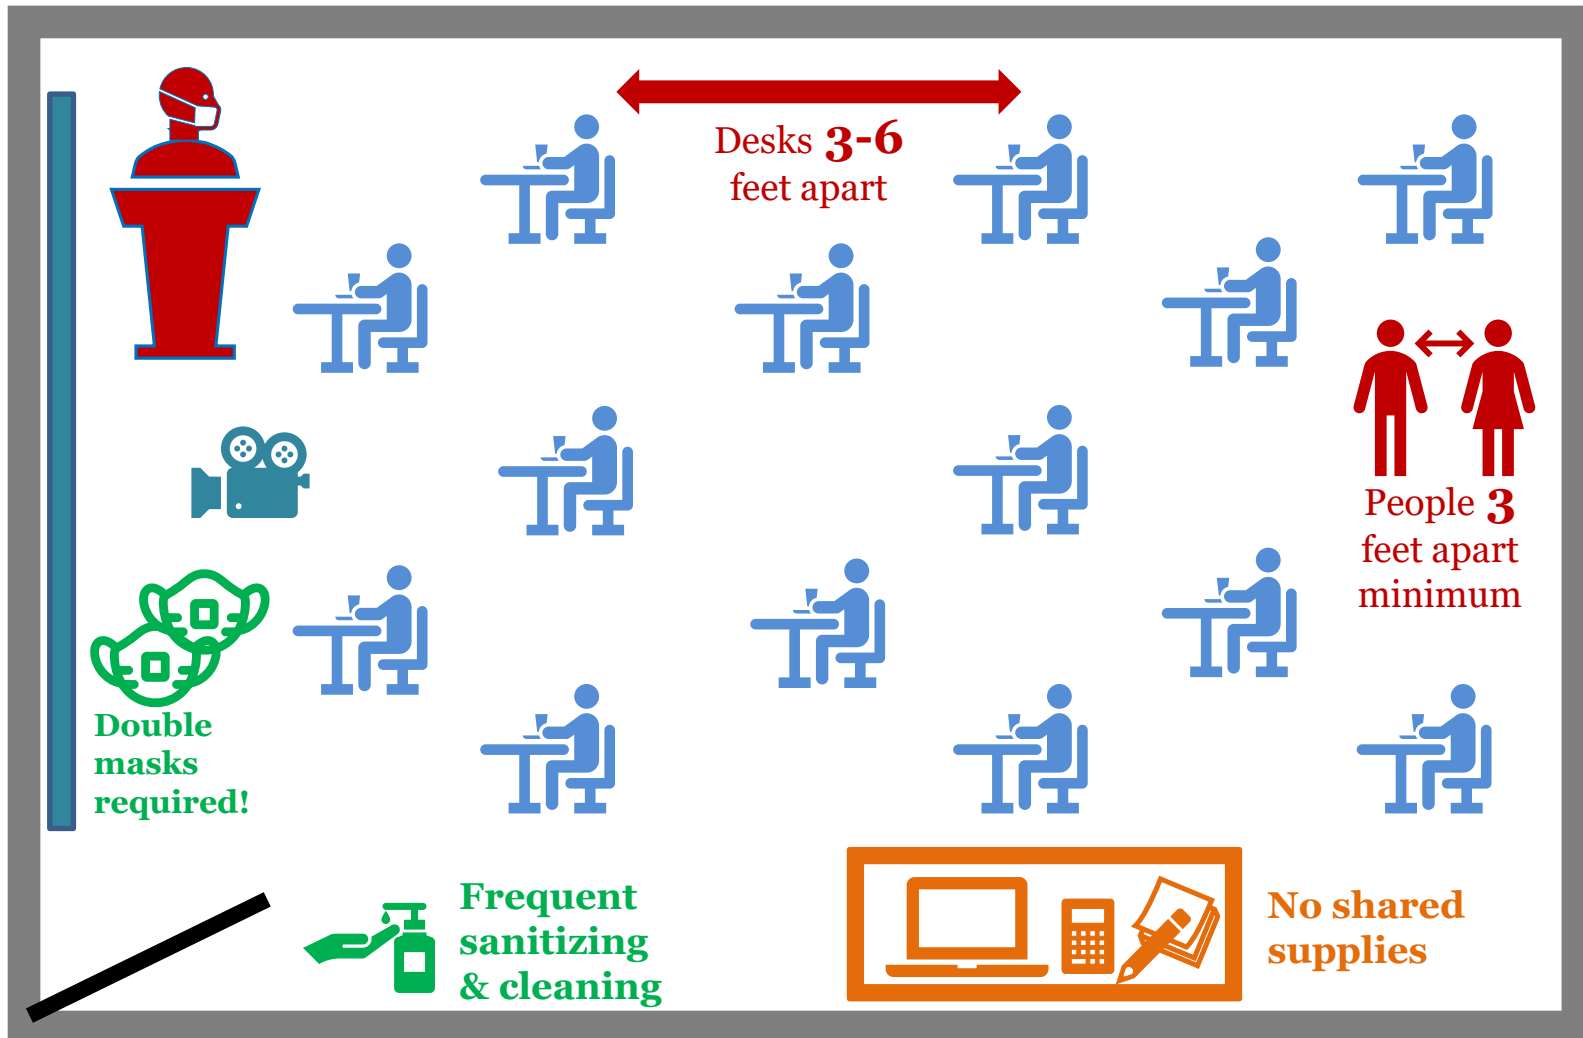 Desks 3-6
feet apart
People 3
feet apart
minimum
Double
masks
required!
Frequent
sanitizing
& cleaning
No shared
supplies